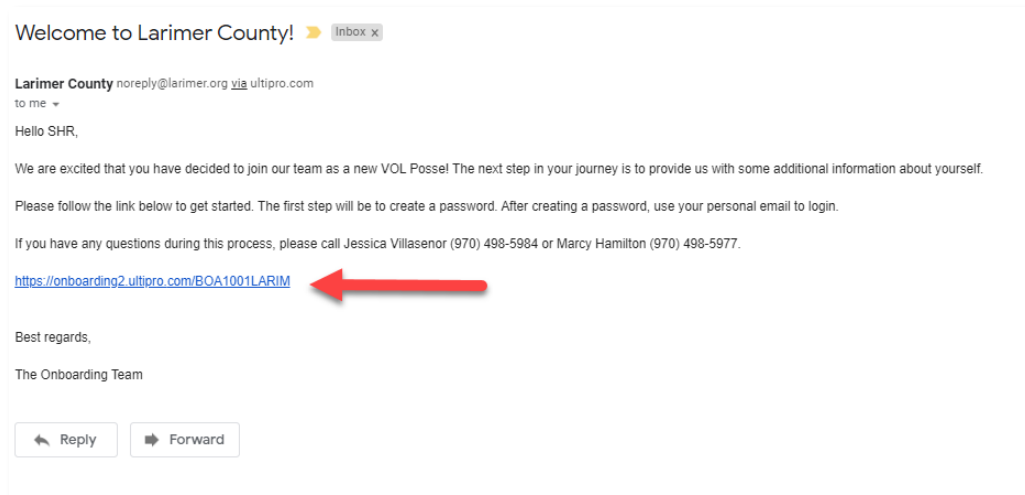 Welcome to Larimer County! Inbox x
Larimer County noreply@larimer.org via ultipro.com
to me
Hello SHR,
We are excited that you have decided to join our team as a new VOL Posse! The next step in your journey is to provide us with some additional information about yourself.
Please follow the link below to get started. The first step will be to create a password. After creating a password, use your personal email to login.
If you have any questions during this process, please call Jessica Villasenor (970) 498-5984 or Marcy Hamilton (970) 498-5977.
https://onboarding2.ultipro.com/BOA1001LARIM
Best regards,
The Onboarding Team
Reply Forward